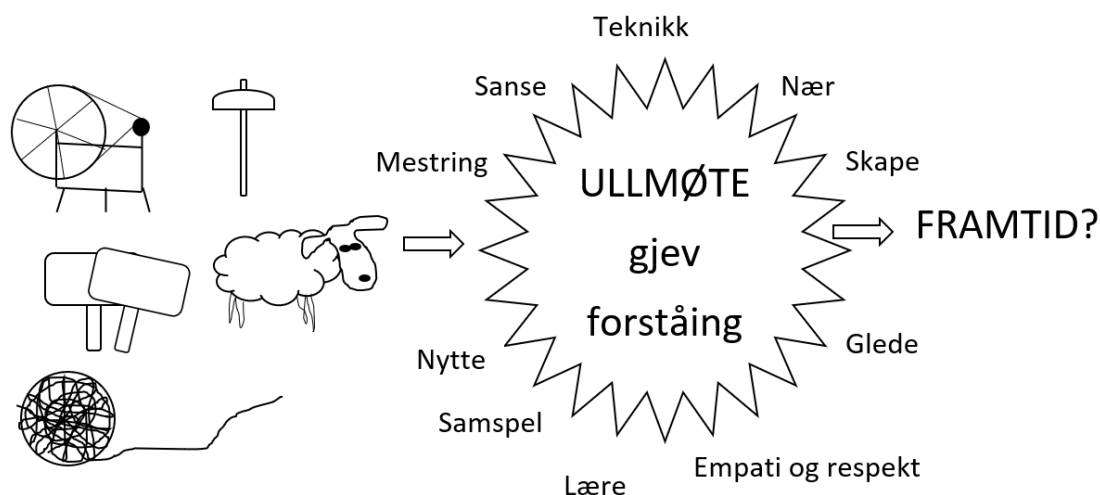 Teknikk
Sanse
Nær
Mestring
Skape
ULLMØTE
gjev
forståing
FRAMTID?
Nytte
Glede
Samspel
Lære
Empati og respekt